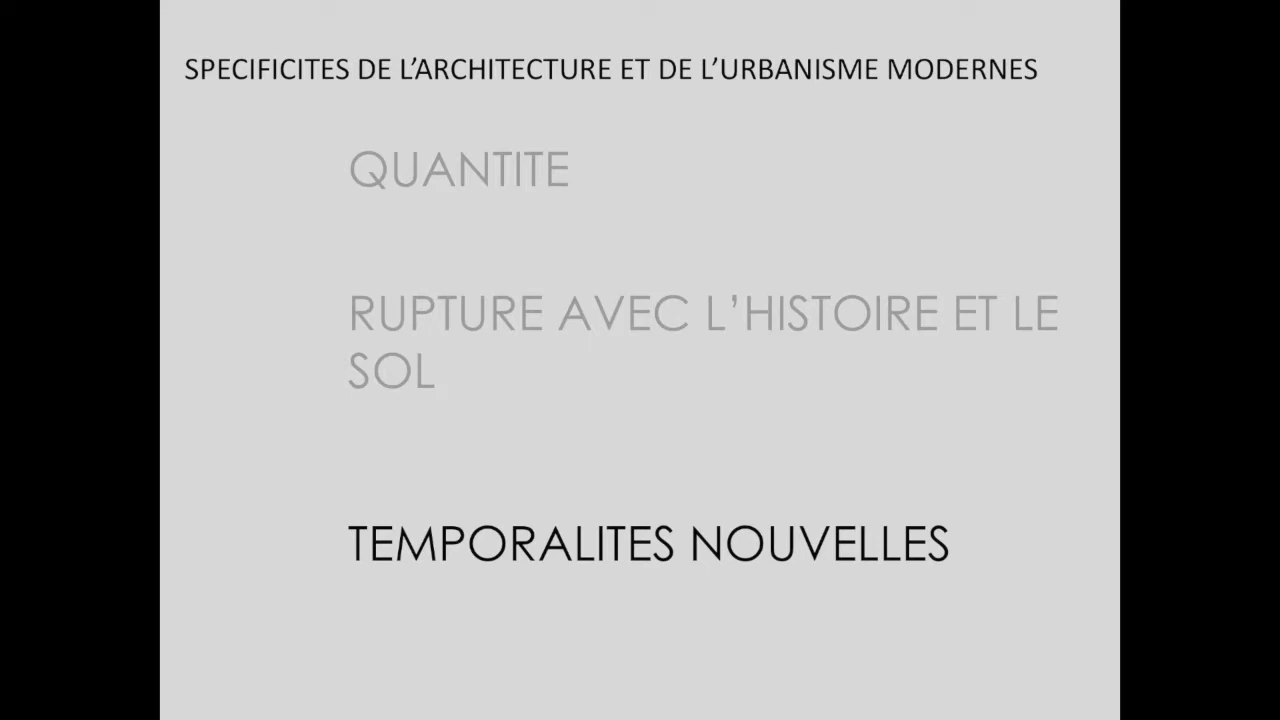 SPECIFICITES DE L’ARCHITECTURE ET DE L’URBANISME MODERNES
QUANTITE
RUPTURE AVEC L’HISTOIRE ET LE
SOL
TEMPORALITES NOUVELLES